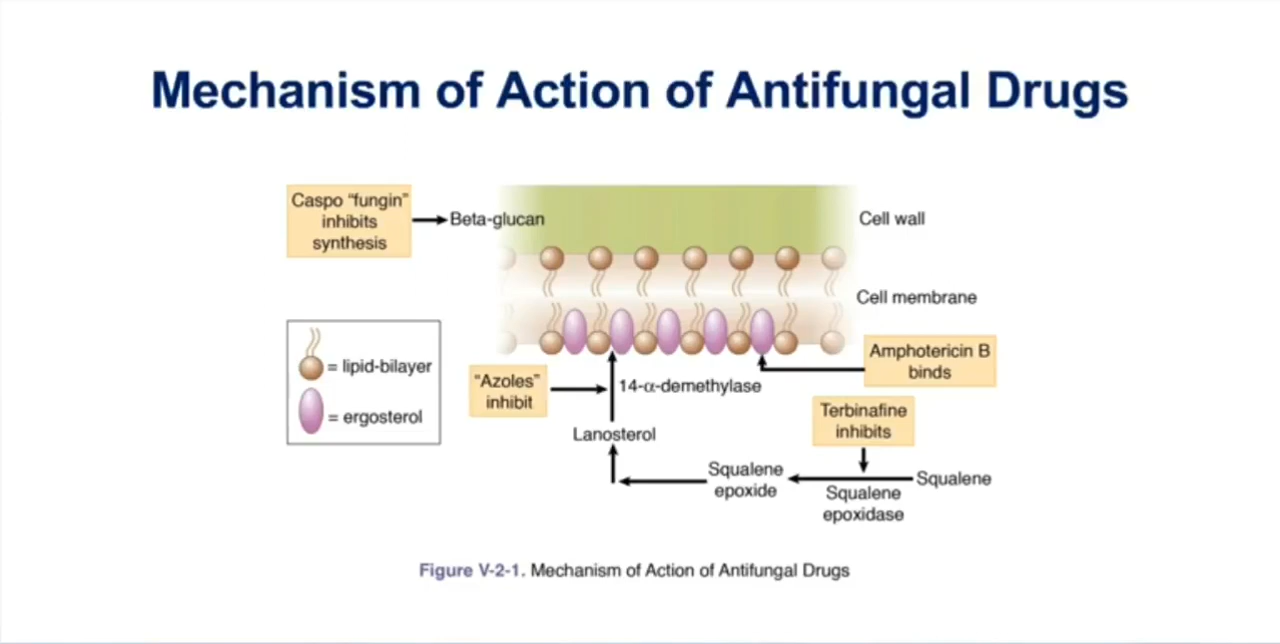 Mechanism of Action of Antifungal Drugs
Caspo “fungin”
inhibits
synthesis
Beta-glucan
Cell wall
Cell membrane
= lipid-bilayer
= ergosterol
“Azoles”
inhibit
14-α-demethylase
Amphotericin B
binds
Terbinafine
inhibits
Lanosterol
Squalene
epoxide
Squalene
Squalene
epoxidase
Figure V-2-1. Mechanism of Action of Antifungal Drugs